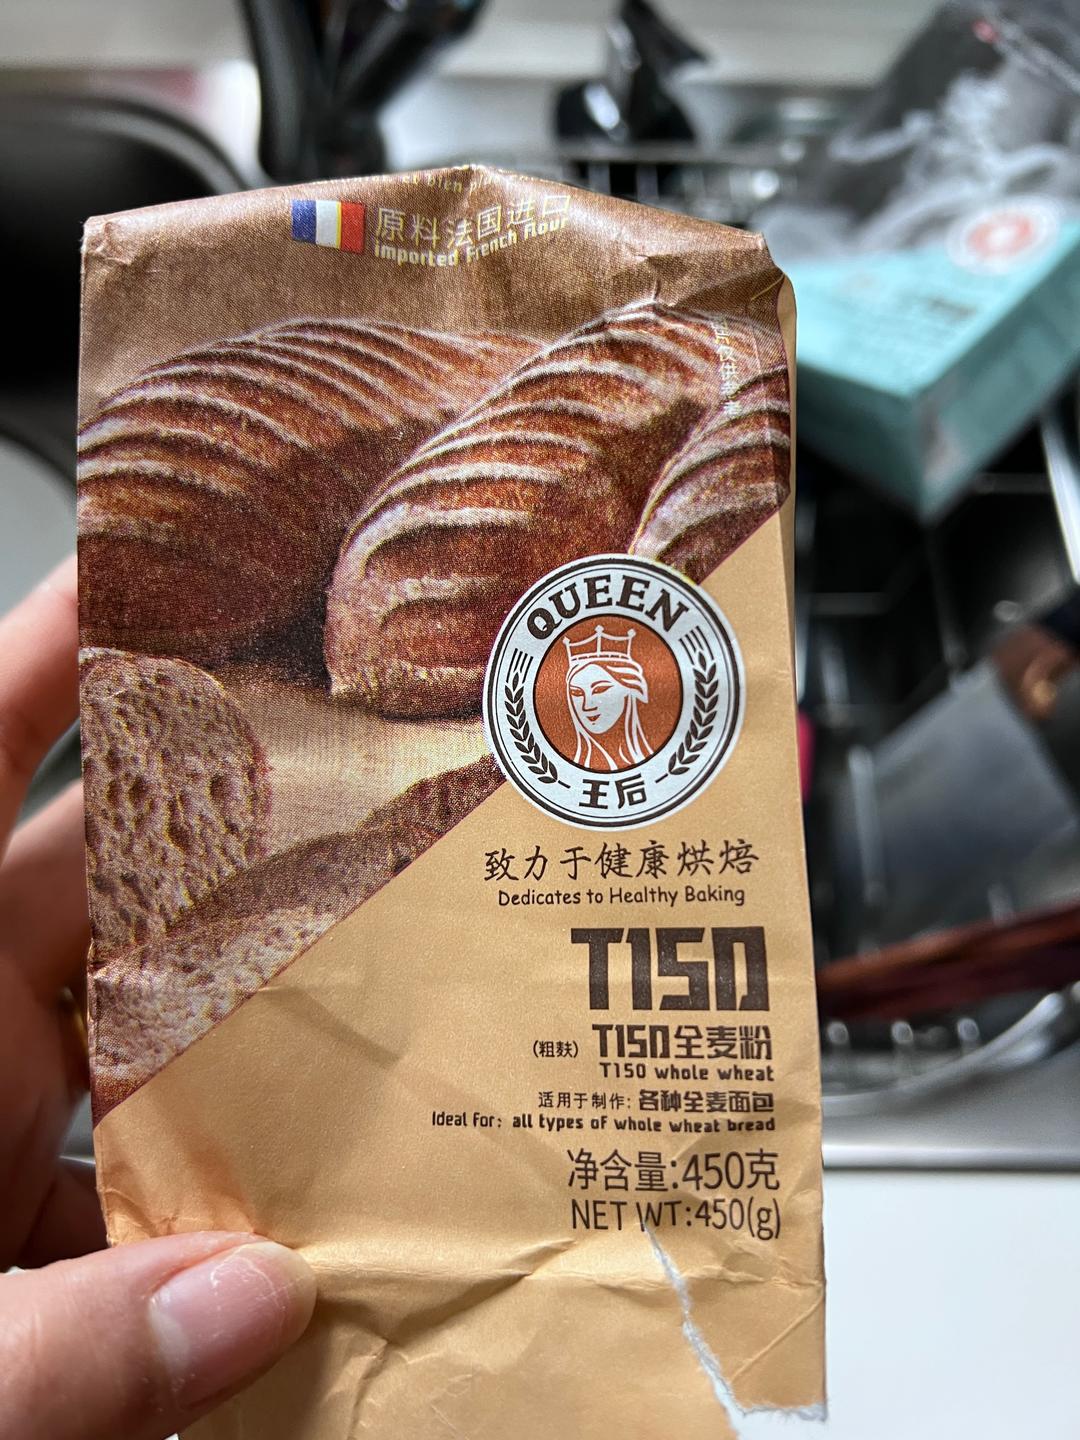 原料法国进口
Imported French Flour
QUEEN
王后
致力于健康烘焙
Dedicates to Healthy Baking
T150
(粗麸) T150全麦粉
T150 whole wheat
适用于制作: 各种全麦面包
Ideal For: all types of whole wheat bread
净含量:450克
NET WT:450(g)